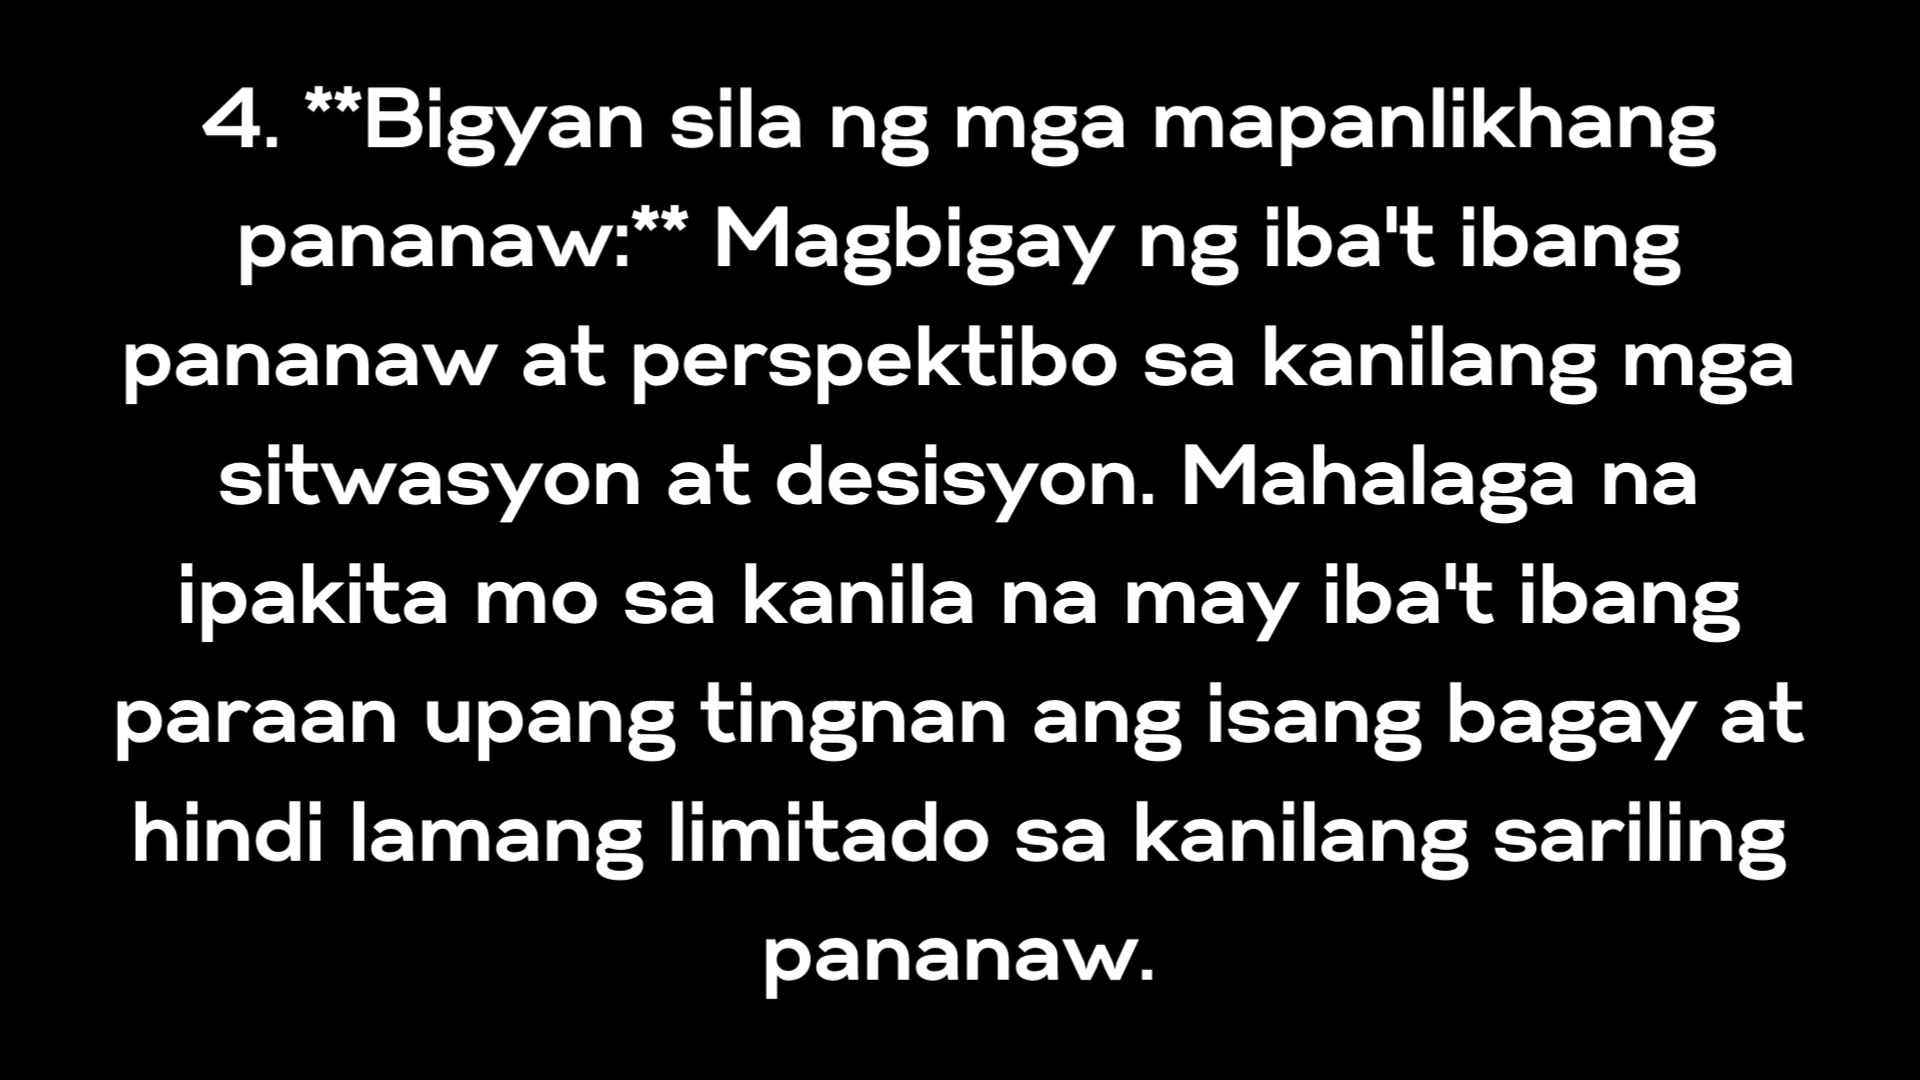 4. **Bigyan sila ng mga mapanlikhang
pananaw:** Magbigay ng iba't ibang
pananaw at perspektibo sa kanilang mga
sitwasyon at desisyon. Mahalaga na
ipakita mo sa kanila na may iba't ibang
paraan upang tingnan ang isang bagay at
hindi lamang limitado sa kanilang sariling
pananaw.